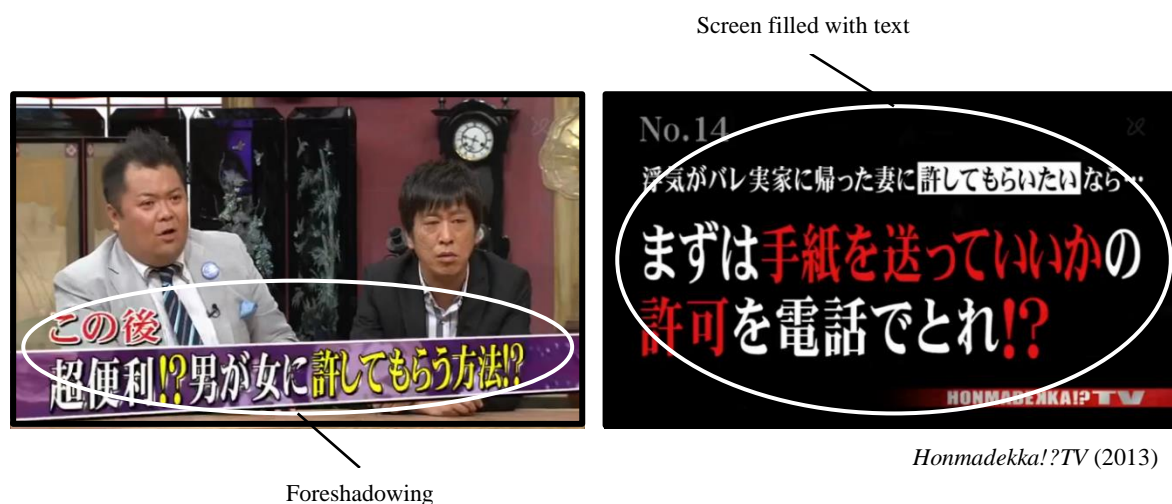 Screen filled with text
この後
超便利!?男が女に許してもらう方法!?
No.14
浮気がバレ実家に帰った妻に許してもらいたいなら…
まずは手紙を送っていいかの
許可を電話でとれ!?
HONMADEKKA!?TV
Honmadekka!?TV (2013)
Foreshadowing